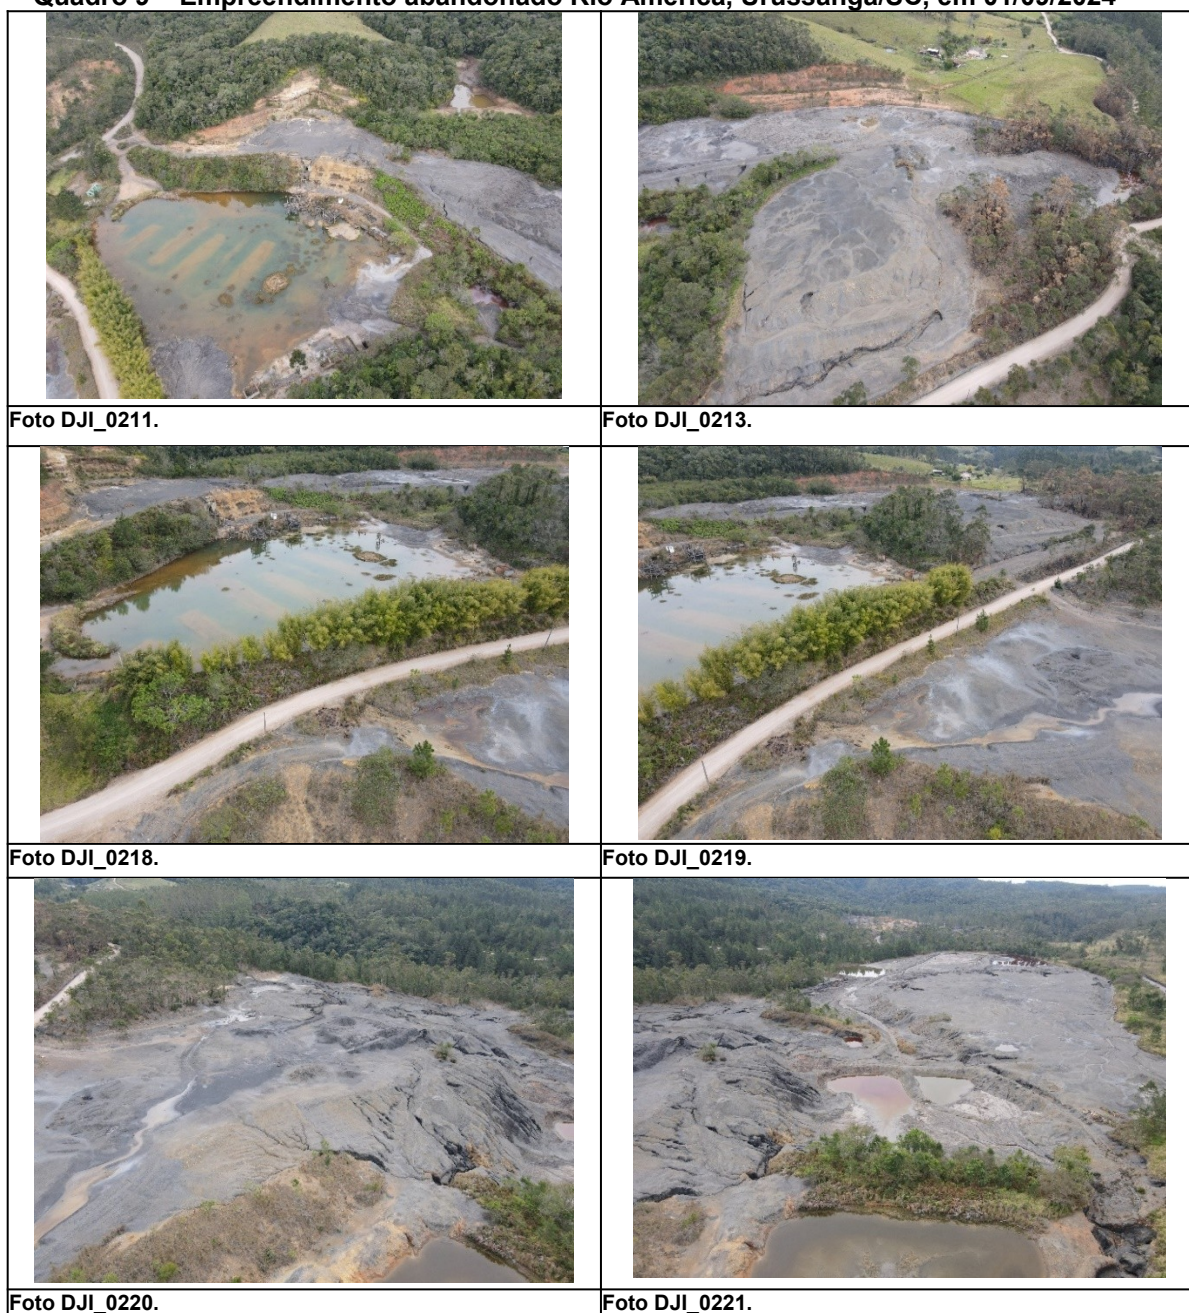 Quadro 9 – Empreendimento abandonado Rio América, Urussanga/SC, em 01/09/2024
Foto DJI_0211.
Foto DJI_0213.
Foto DJI_0218.
Foto DJI_0219.
Foto DJI_0220.
Foto DJI_0221.